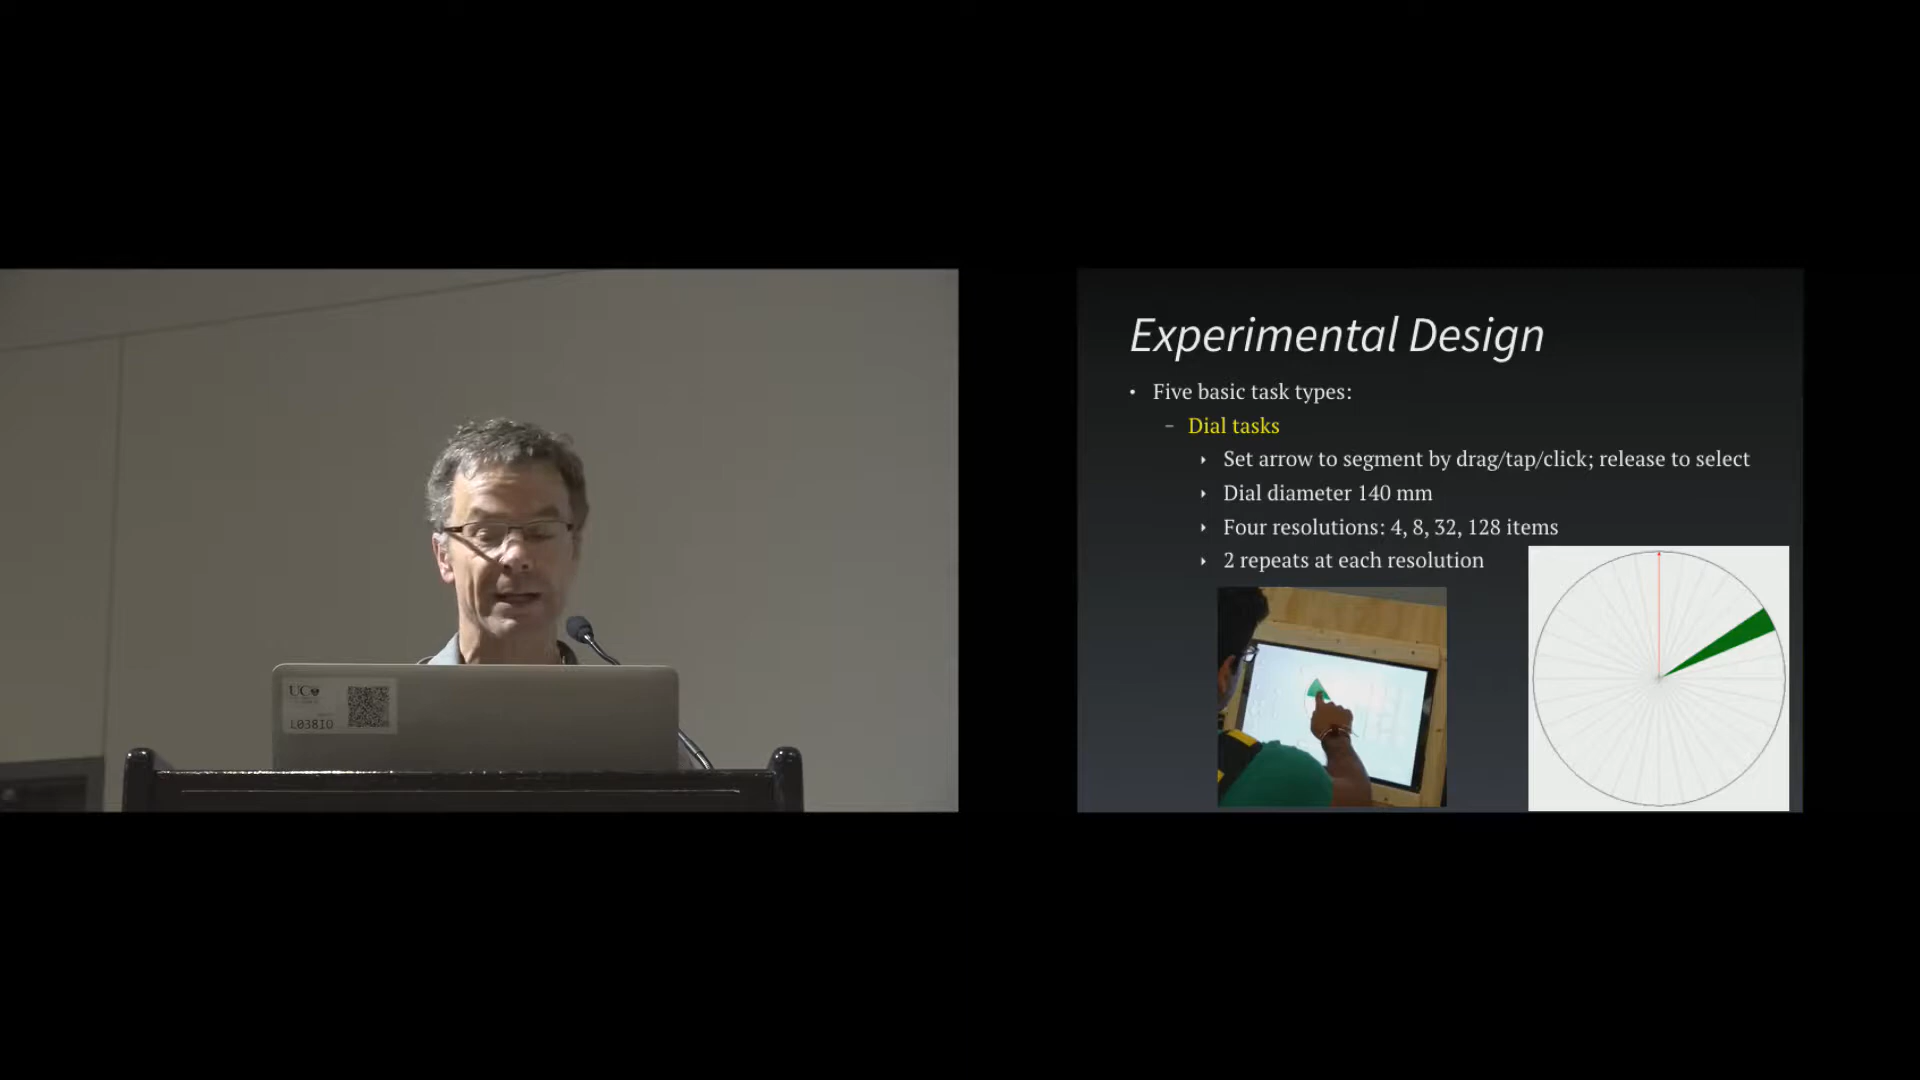 UC
L038IO
Experimental Design
• Five basic task types:
– Dial tasks
‣ Set arrow to segment by drag/tap/click; release to select
‣ Dial diameter 140 mm
‣ Four resolutions: 4, 8, 32, 128 items
‣ 2 repeats at each resolution